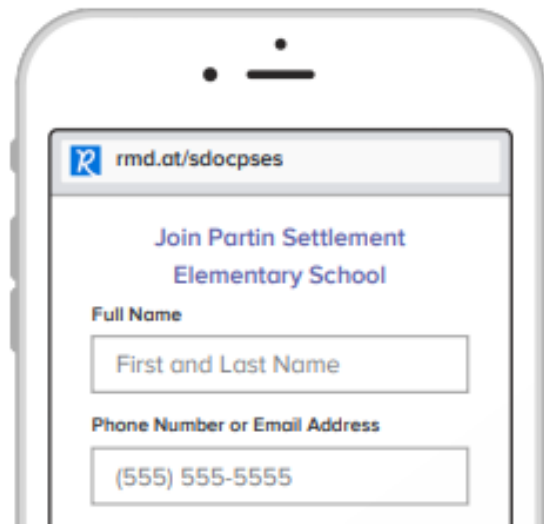 R rmd.at/sdocpses
Join Partin Settlement
Elementary School
Full Name
First and Last Name
Phone Number or Email Address
(555) 555-5555